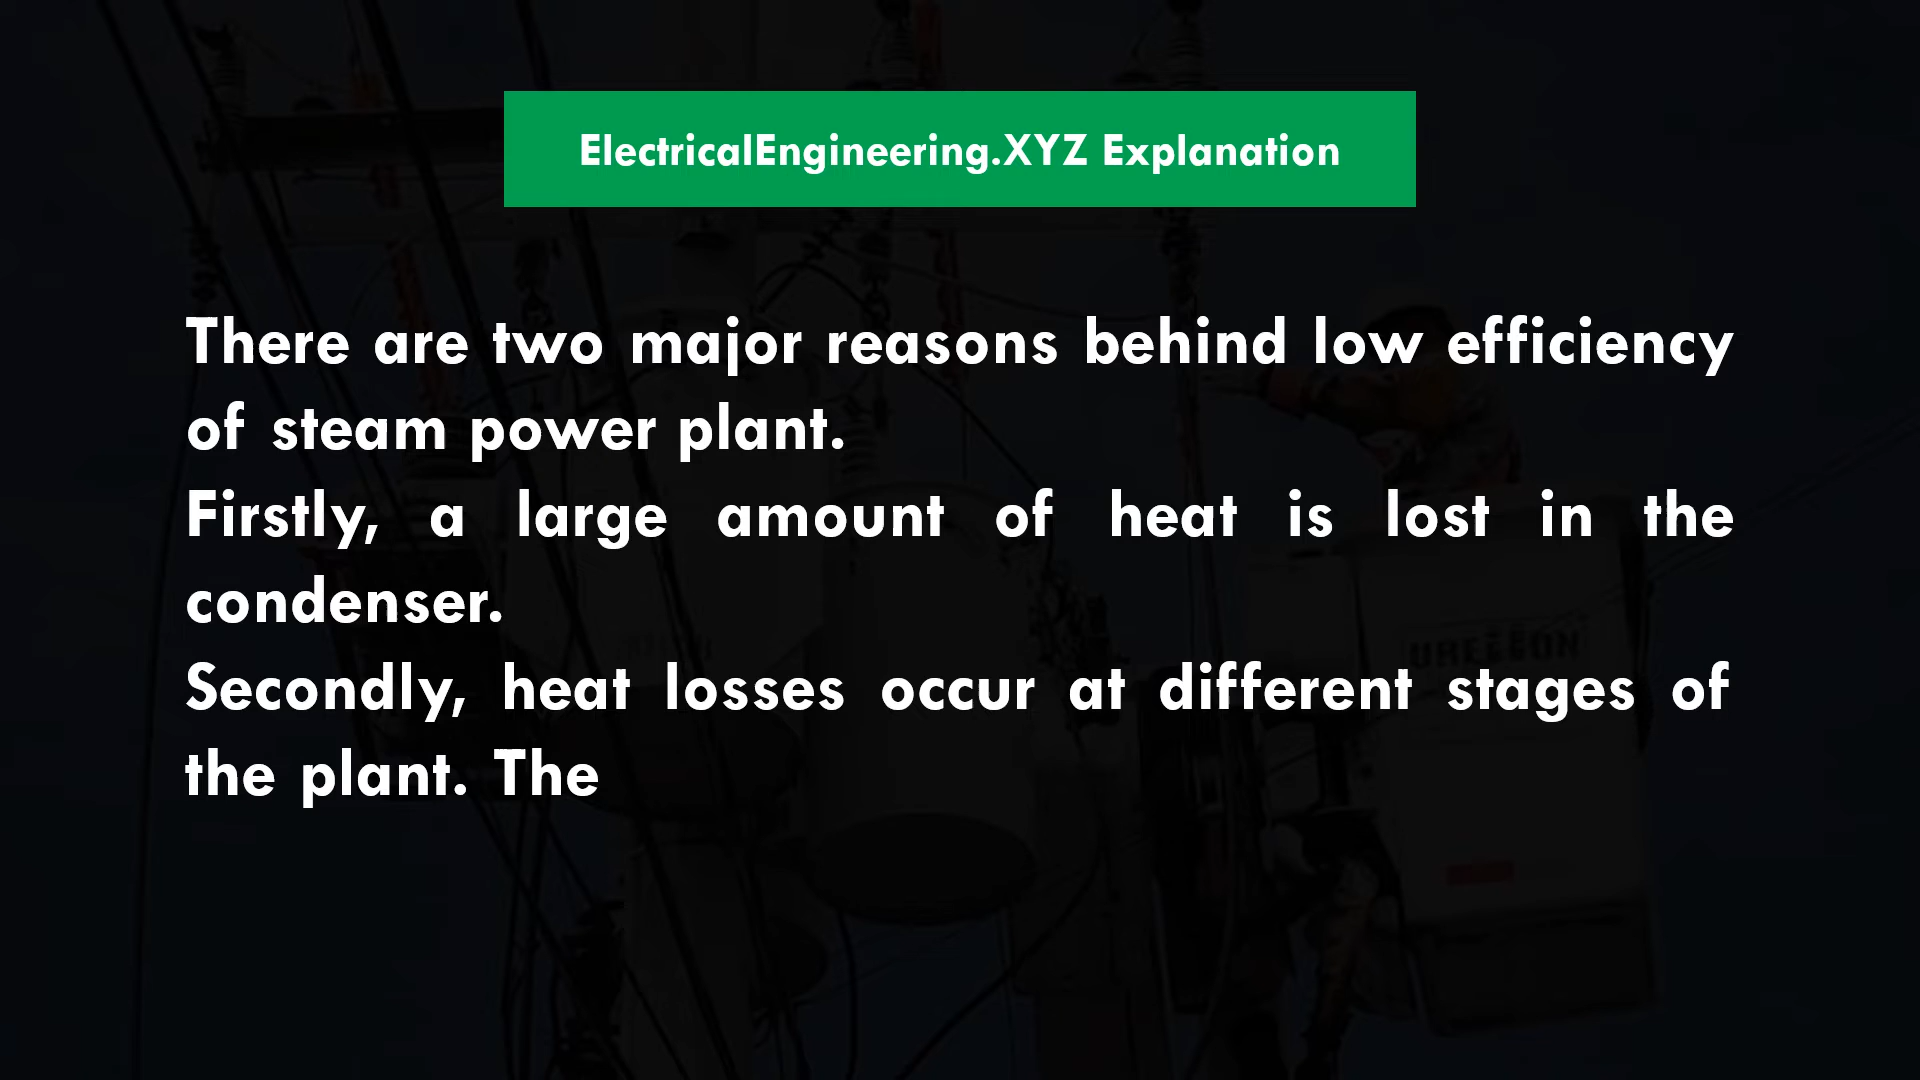 ElectricalEngineering.XYZ Explanation
There are two major reasons behind low efficiency
of steam power plant.
Firstly, a large amount of heat is lost in the
condenser.
Secondly, heat losses occur at different stages of
the plant. The